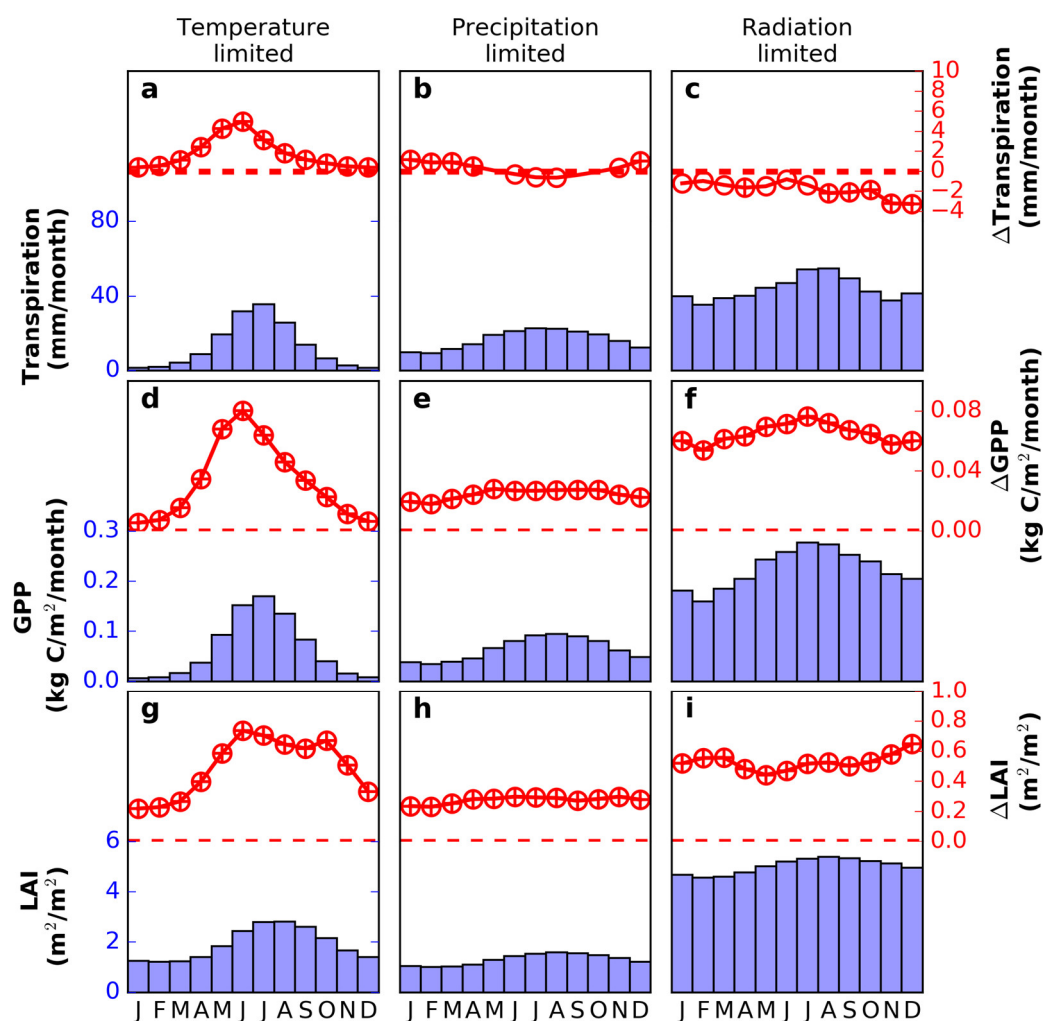 Temperature
limited
Precipitation
limited
Radiation
limited
a
b
c
10
8
6
4
2
0
−2
−4
△Transpiration
(mm/month)
80
40
0
Transpiration
(mm/month)
d
e
f
0.08
0.04
0.00
△GPP
(kg C/m²/month)
0.3
0.2
0.1
0.0
GPP
(kg C/m²/month)
g
h
i
1.0
0.8
0.6
0.4
0.2
0.0
△LAI
(m²/m²)
6
4
2
0
LAI
(m²/m²)
J F M A M J J A S O N D
J F M A M J J A S O N D
J F M A M J J A S O N D